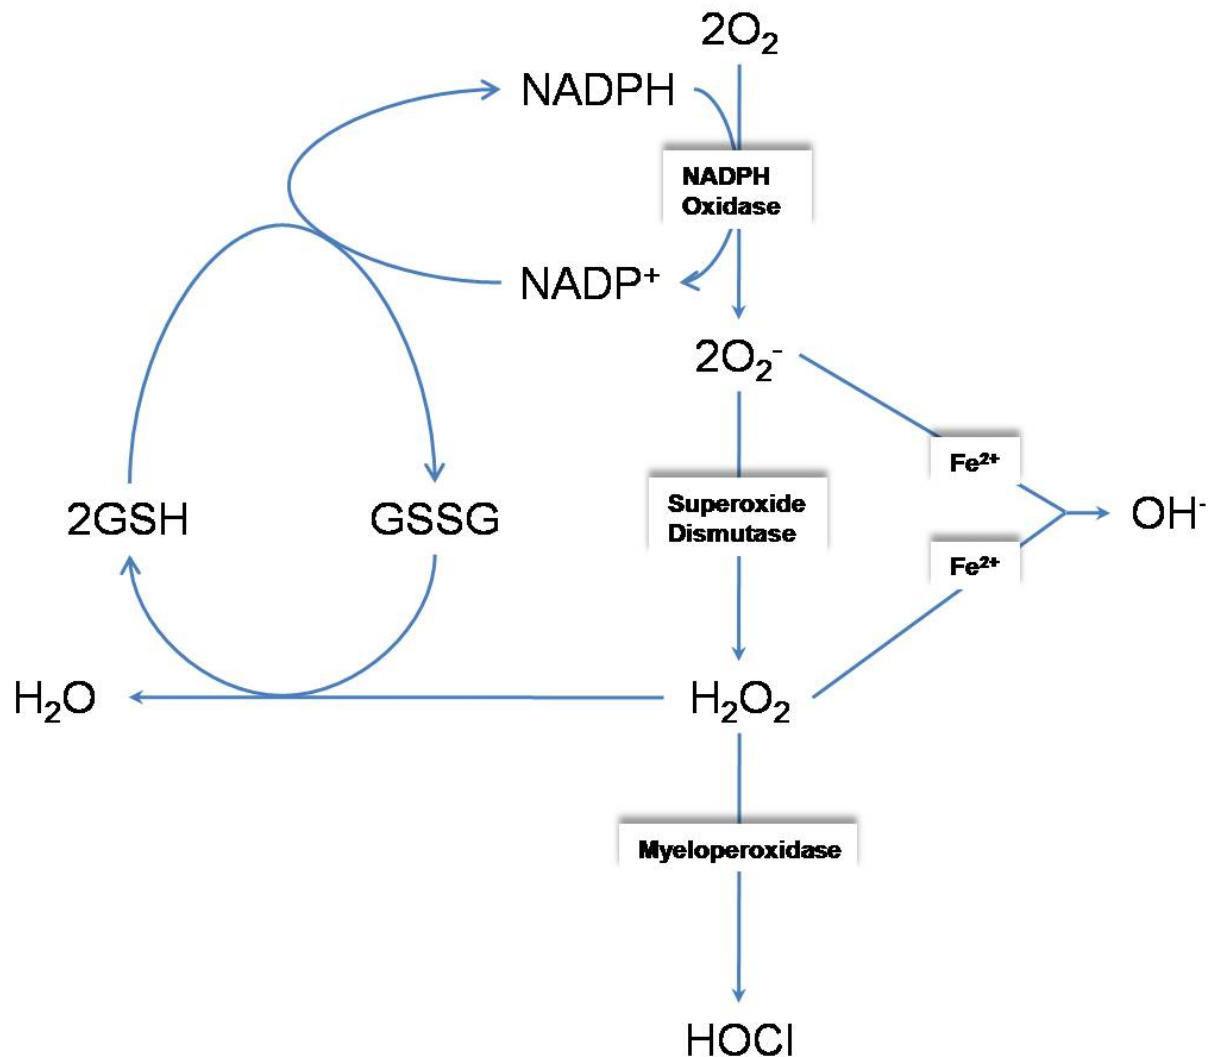 2O₂
NADPH
NADPH
Oxidase
NADP⁺
2O₂⁻
Fe²⁺
2GSH
GSSG
Superoxide
Dismutase
OH⁻
Fe²⁺
H₂O
H₂O₂
Myeloperoxidase
HOCl